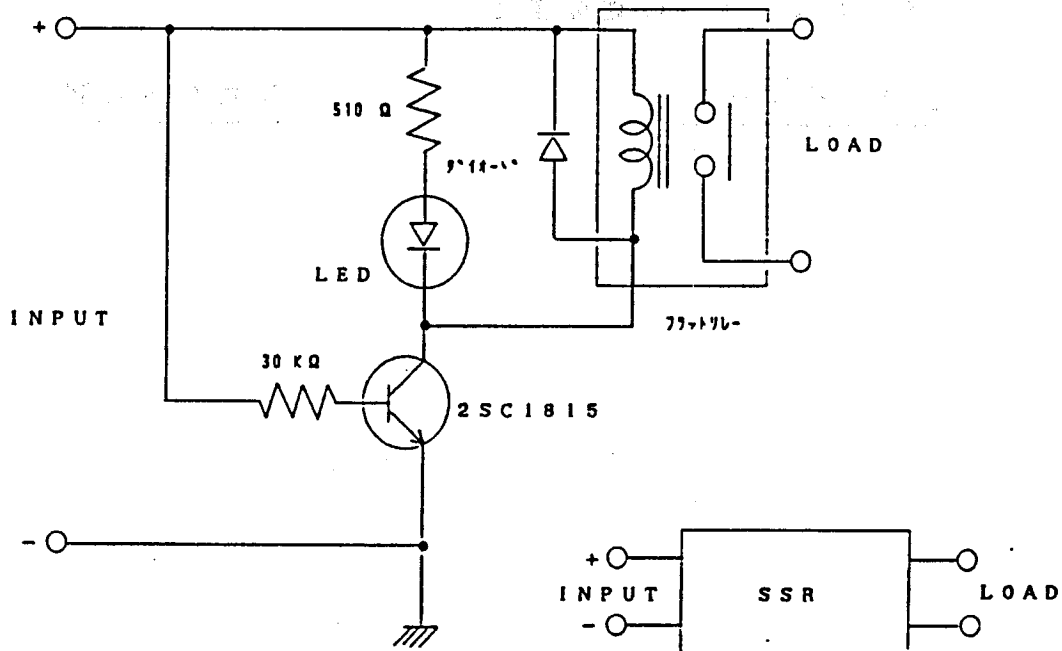 +
510 Ω
ダイオード
LOAD
LED
INPUT
フラットリレー
30 KΩ
2SC1815
-
+
INPUT
SSR
LOAD
-